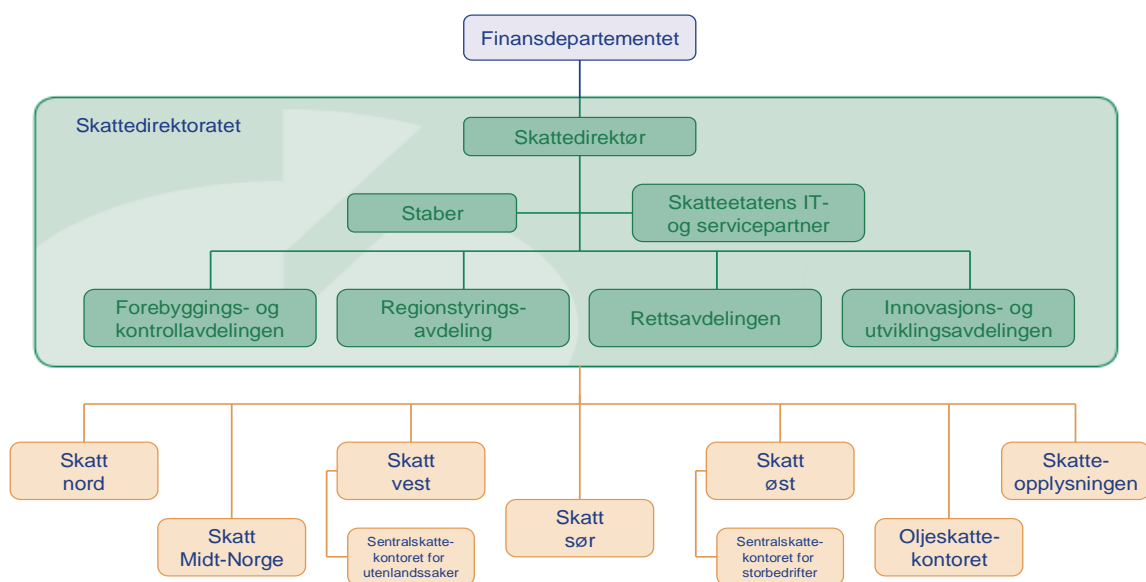 Finansdepartementet
Skattedirektoratet
Skattedirektør
Staber
Skatteetatens IT-
og servicepartner
Forebyggings- og
kontrollavdelingen
Regionstyrings-
avdeling
Rettsavdelingen
Innovasjons- og
utviklingsavdelingen
Skatt
nord
Skatt
Midt-Norge
Skatt
vest
Sentralskatte-
kontoret for
utenlandssaker
Skatt
sør
Skatt
øst
Sentralskatte-
kontoret for
storbedrifter
Oljeskatte-
kontoret
Skatte-
opplysningen